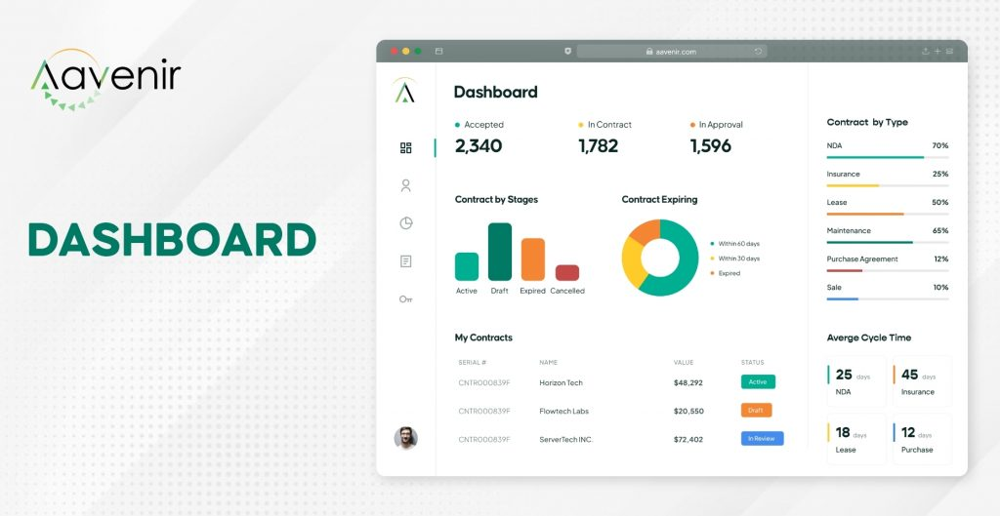 Aavenir
DASHBOARD
aavenir.com
Dashboard
Accepted
2,340
In Contract
1,782
In Approval
1,596
Contract by Stages
Active
Draft
Expired
Cancelled
Contract Expiring
Within 60 days
Within 30 days
Expired
My Contracts
SERIAL # NAME VALUE STATUS
CNTR000839F Horizon Tech $48,292 Active
CNTR000839F Flowtech Labs $20,550 Draft
CNTR000839F ServerTech INC. $72,402 In Review
Contract by Type
NDA 70%
Insurance 25%
Lease 50%
Maintenance 65%
Purchase Agreement 12%
Sale 10%
Averge Cycle Time
25 days
NDA
45 days
Insurance
18 days
Lease
12 days
Purchase